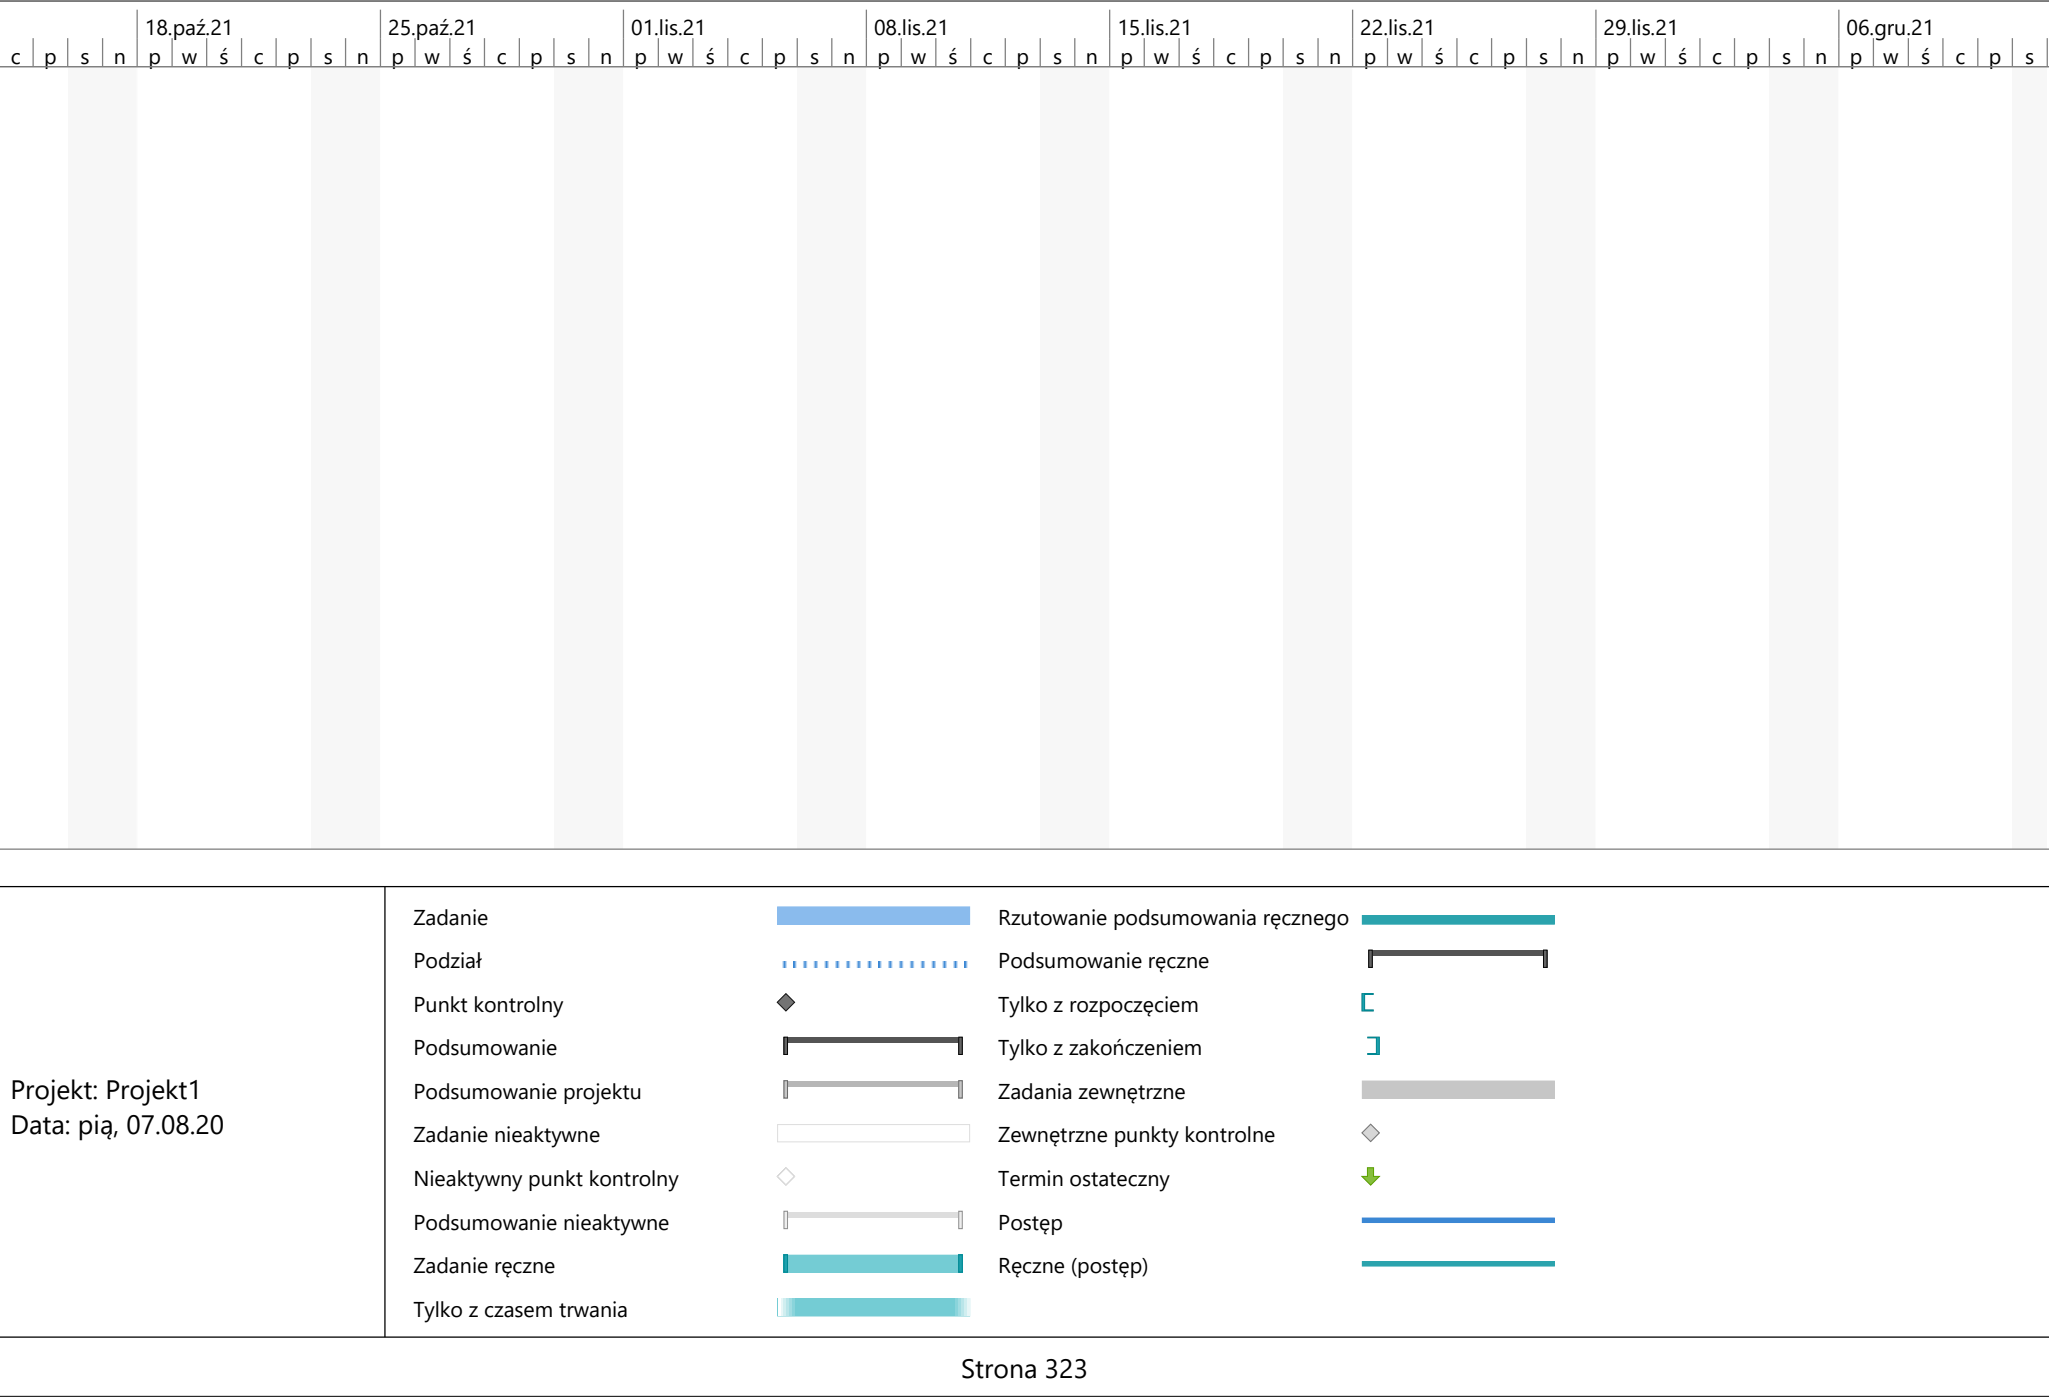 18.paź.21 25.paź.21 01.lis.21 08.lis.21 15.lis.21 22.lis.21 29.lis.21 06.gru.21
c p s n p w ś c p s n p w ś c p s n p w ś c p s n p w ś c p s n p w ś c p s n p w ś c p s n p w ś c p s n p w ś c p s
Projekt: Projekt1
Data: pią, 07.08.20
Zadanie
Podział
Punkt kontrolny
Podsumowanie
Podsumowanie projektu
Zadanie nieaktywne
Nieaktywny punkt kontrolny
Podsumowanie nieaktywne
Zadanie ręczne
Tylko z czasem trwania
Rzutowanie podsumowania ręcznego
Podsumowanie ręczne
Tylko z rozpoczęciem
Tylko z zakończeniem
Zadania zewnętrzne
Zewnętrzne punkty kontrolne
Termin ostateczny
Postęp
Ręczne (postęp)
Strona 323